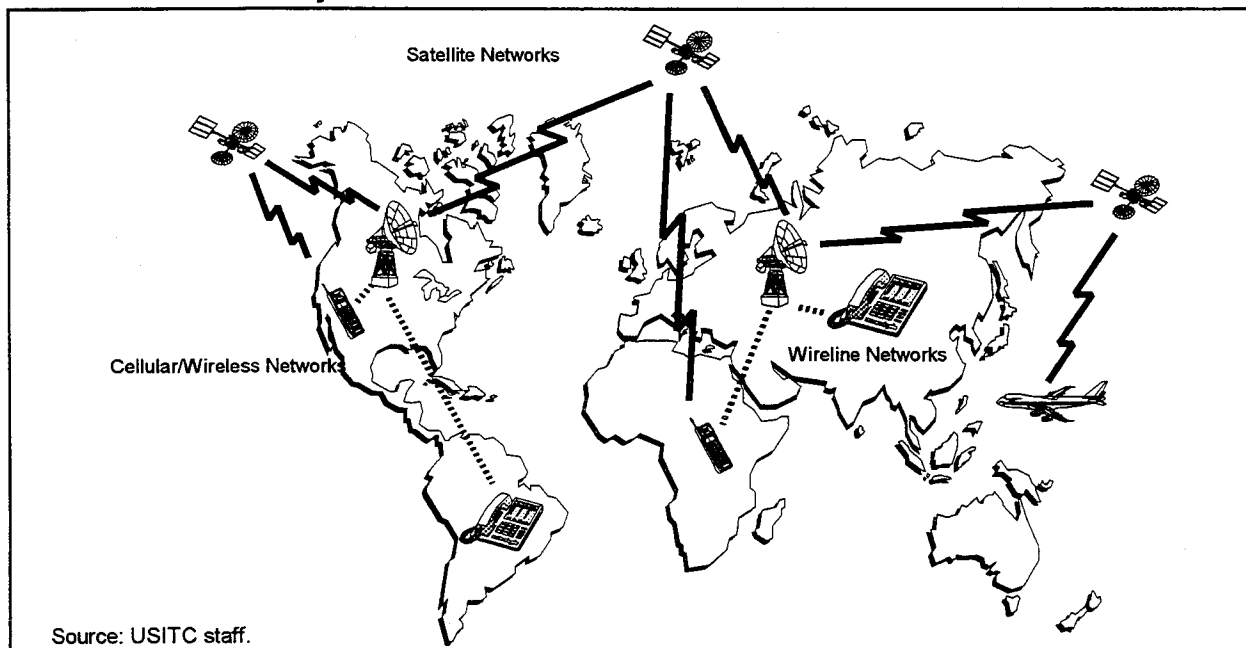 Satellite Networks
Cellular/Wireless Networks
Wireline Networks
Source: USITC staff.